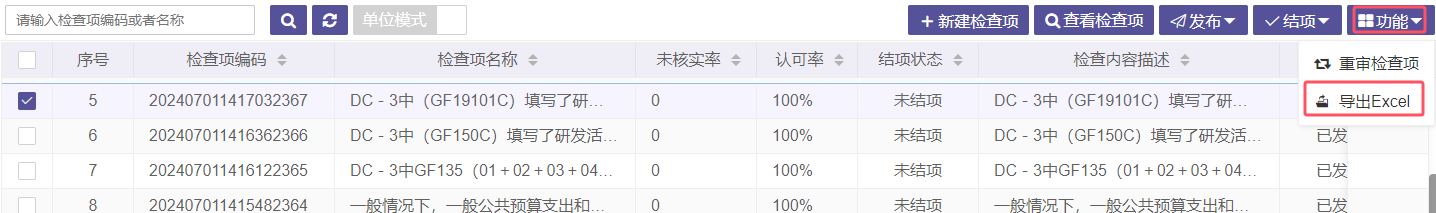 请输入检查项编码或者名称 单位模式 新建检查项 查看检查项 发布 结项 功能
序号 检查项编码 检查项名称 未核实率 认可率 结项状态 检查内容描述
重审检查项
5 202407011417032367 DC - 3中（GF19101C）填写了研... 0 100% 未结项 DC - 3中（GF19101C）填写了研... 导出Excel
6 202407011416362366 DC - 3中（GF150C）填写了研发活... 0 100% 未结项 DC - 3中（GF150C）填写了研发活... 已发
7 202407011416122365 DC - 3中GF135（01 + 02 + 03 + 04... 0 100% 未结项 DC - 3中GF135（01 + 02 + 03 + 04... 已发
8 202407011415482364 一般情况下，一般公共预算支出和... 0 100% 未结项 一般情况下，一般公共预算支出和... 已发